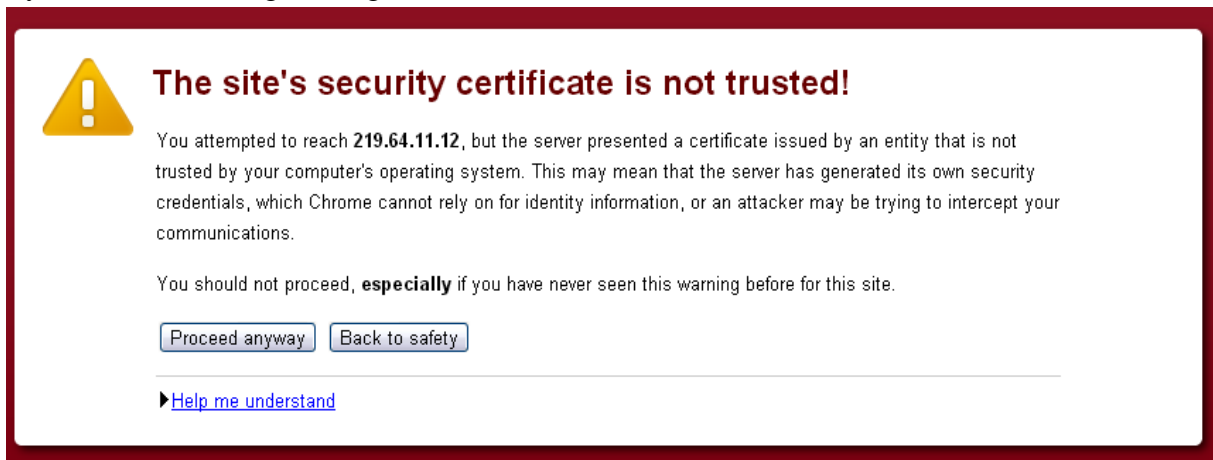 The site's security certificate is not trusted!
You attempted to reach 219.64.11.12, but the server presented a certificate issued by an entity that is not
trusted by your computer's operating system. This may mean that the server has generated its own security
credentials, which Chrome cannot rely on for identity information, or an attacker may be trying to intercept your
communications.
You should not proceed, especially if you have never seen this warning before for this site.
Proceed anyway Back to safety
Help me understand